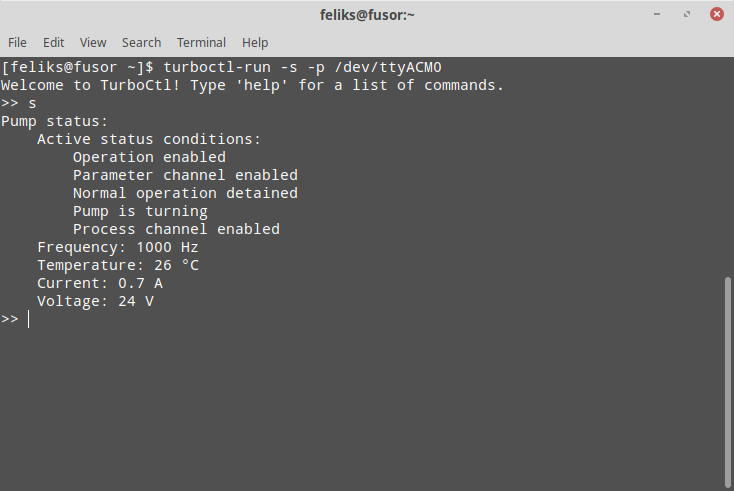 feliks@fusor:~
File Edit View Search Terminal Help
[feliks@fusor ~]$ turboctl-run -s -p /dev/ttyACM0
Welcome to TurboCtl! Type 'help' for a list of commands.
>> s
Pump status:
    Active status conditions:
        Operation enabled
        Parameter channel enabled
        Normal operation detained
        Pump is turning
        Process channel enabled
    Frequency: 1000 Hz
    Temperature: 26 °C
    Current: 0.7 A
    Voltage: 24 V
>>